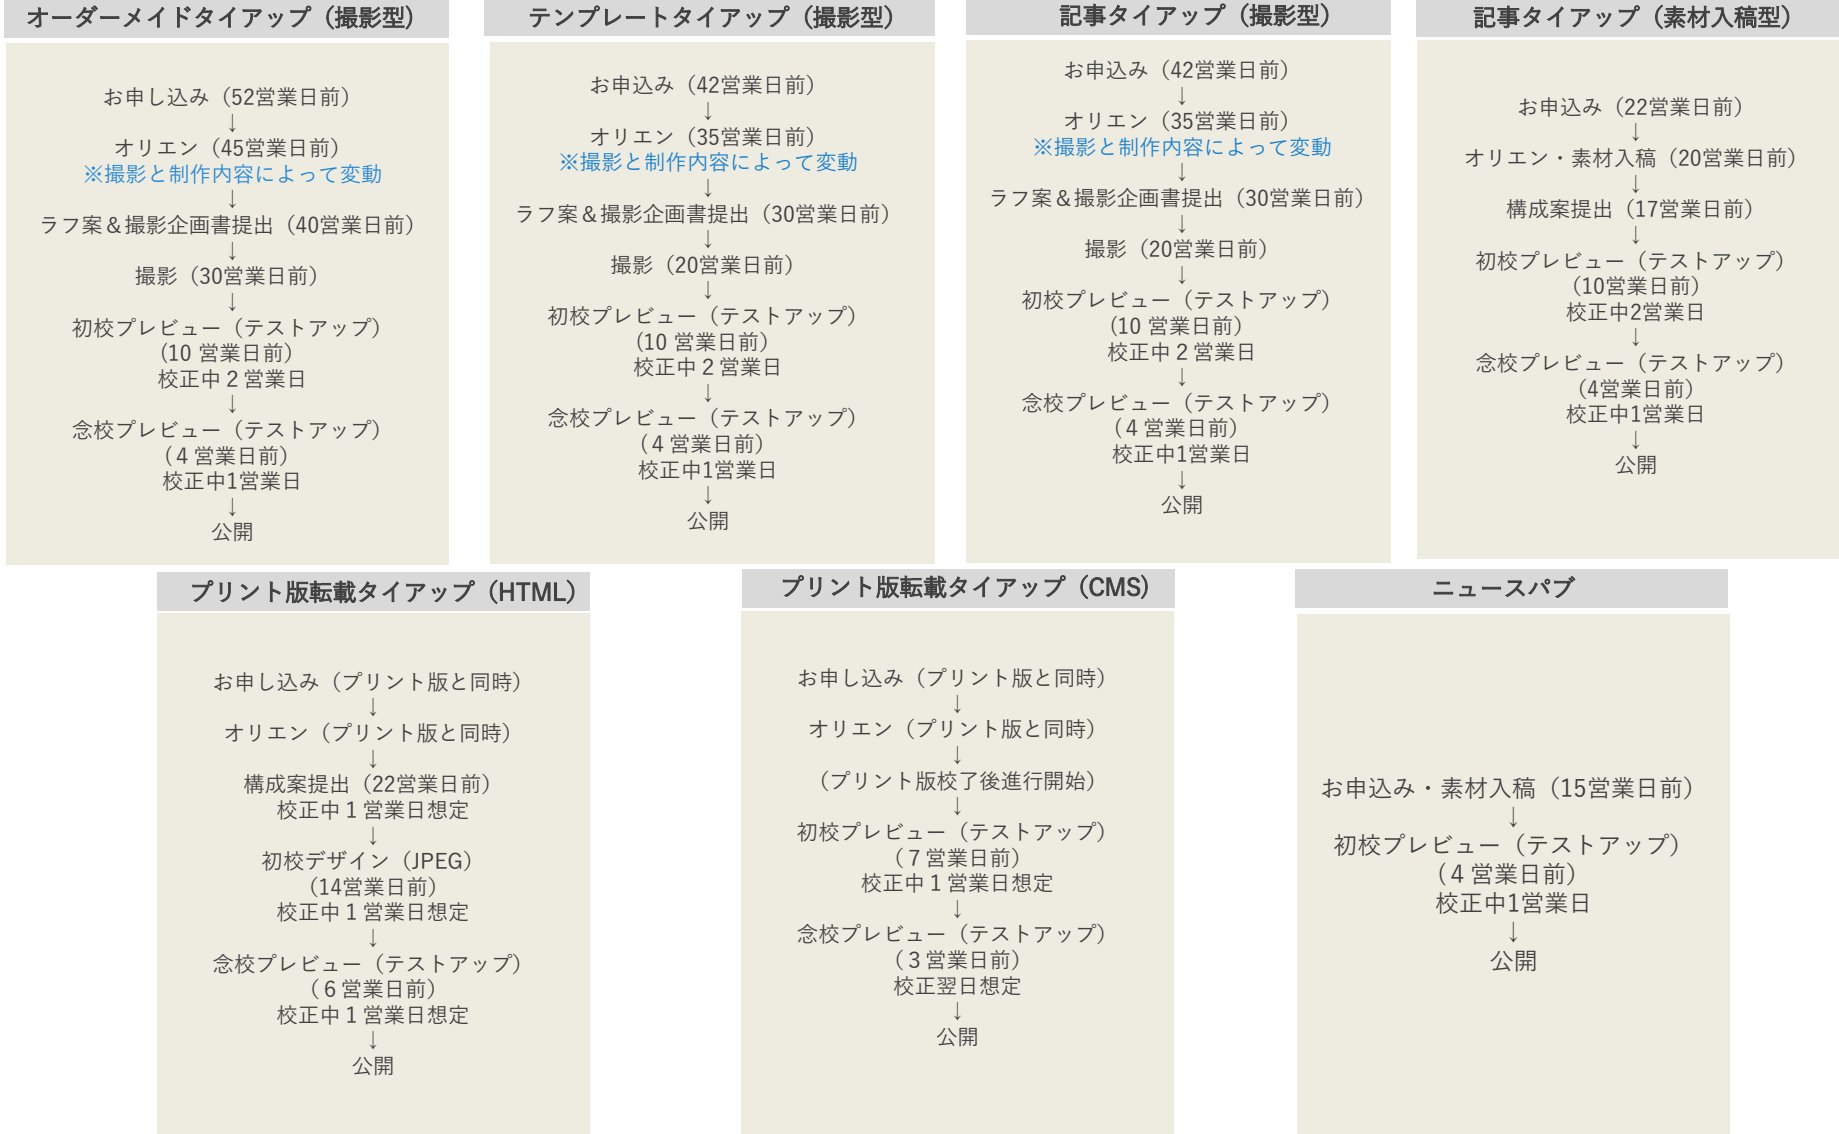 オーダーメイドタイアップ（撮影型）
お申し込み（52営業日前）
↓
オリエン（45営業日前）
※撮影と制作内容によって変動
↓
ラフ案＆撮影企画書提出（40営業日前）
↓
撮影（30営業日前）
↓
初校プレビュー（テストアップ）
（10 営業日前）
校正中２営業日
↓
念校プレビュー（テストアップ）
（４営業日前）
校正中1営業日
↓
公開
テンプレートタイアップ（撮影型）
お申込み（42営業日前）
↓
オリエン（35営業日前）
※撮影と制作内容によって変動
↓
ラフ案＆撮影企画書提出（30営業日前）
↓
撮影（20営業日前）
↓
初校プレビュー（テストアップ）
（10 営業日前）
校正中２営業日
↓
念校プレビュー（テストアップ）
（４営業日前）
校正中1営業日
↓
公開
記事タイアップ（撮影型）
お申込み（42営業日前）
↓
オリエン（35営業日前）
※撮影と制作内容によって変動
↓
ラフ案＆撮影企画書提出（30営業日前）
↓
撮影（20営業日前）
↓
初校プレビュー（テストアップ）
（10 営業日前）
校正中２営業日
↓
念校プレビュー（テストアップ）
（４営業日前）
校正中1営業日
↓
公開
記事タイアップ（素材入稿型）
お申込み（22営業日前）
↓
オリエン・素材入稿（20営業日前）
↓
構成案提出（17営業日前）
↓
初校プレビュー（テストアップ）
（10営業日前）
校正中2営業日
↓
念校プレビュー（テストアップ）
（4営業日前）
校正中1営業日
↓
公開
プリント版転載タイアップ（HTML）
お申し込み（プリント版と同時）
↓
オリエン（プリント版と同時）
↓
構成案提出（22営業日前）
校正中１営業日想定
↓
初校デザイン（JPEG）
（14営業日前）
校正中１営業日想定
↓
念校プレビュー（テストアップ）
（６営業日前）
校正中１営業日想定
↓
公開
プリント版転載タイアップ（CMS）
お申し込み（プリント版と同時）
↓
オリエン（プリント版と同時）
↓
（プリント版校了後進行開始）
↓
初校プレビュー（テストアップ）
（７営業日前）
校正中１営業日想定
↓
念校プレビュー（テストアップ）
（３営業日前）
校正翌日想定
↓
公開
ニュースパブ
お申込み・素材入稿（15営業日前）
↓
初校プレビュー（テストアップ）
（４営業日前）
校正中1営業日
↓
公開